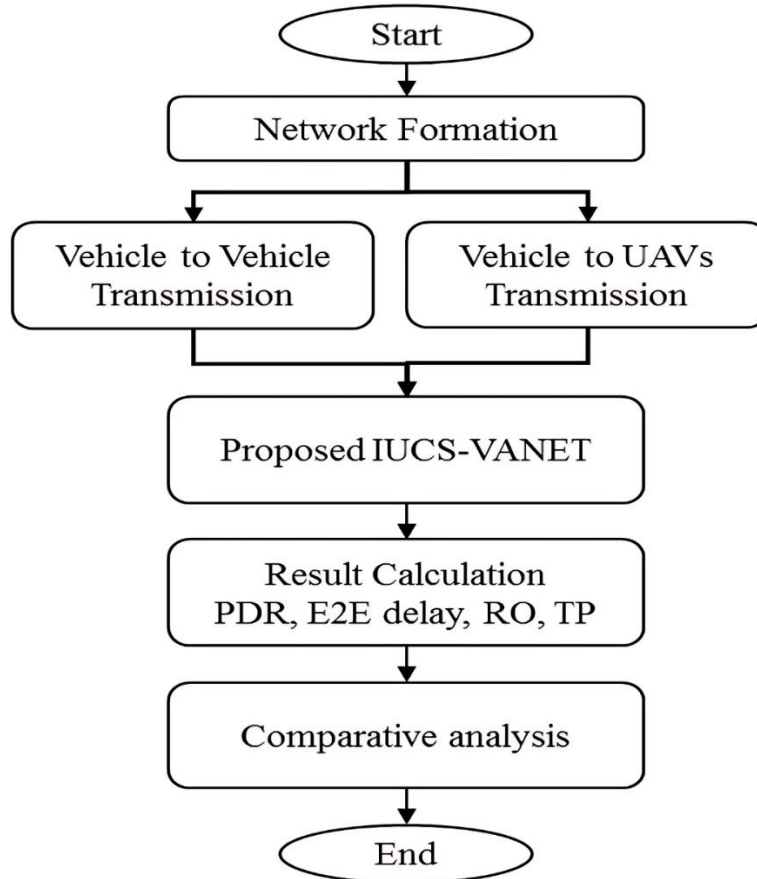 Start
Network Formation
Vehicle to Vehicle
Transmission
Vehicle to UAVs
Transmission
Proposed IUCS-VANET
Result Calculation
PDR, E2E delay, RO, TP
Comparative analysis
End